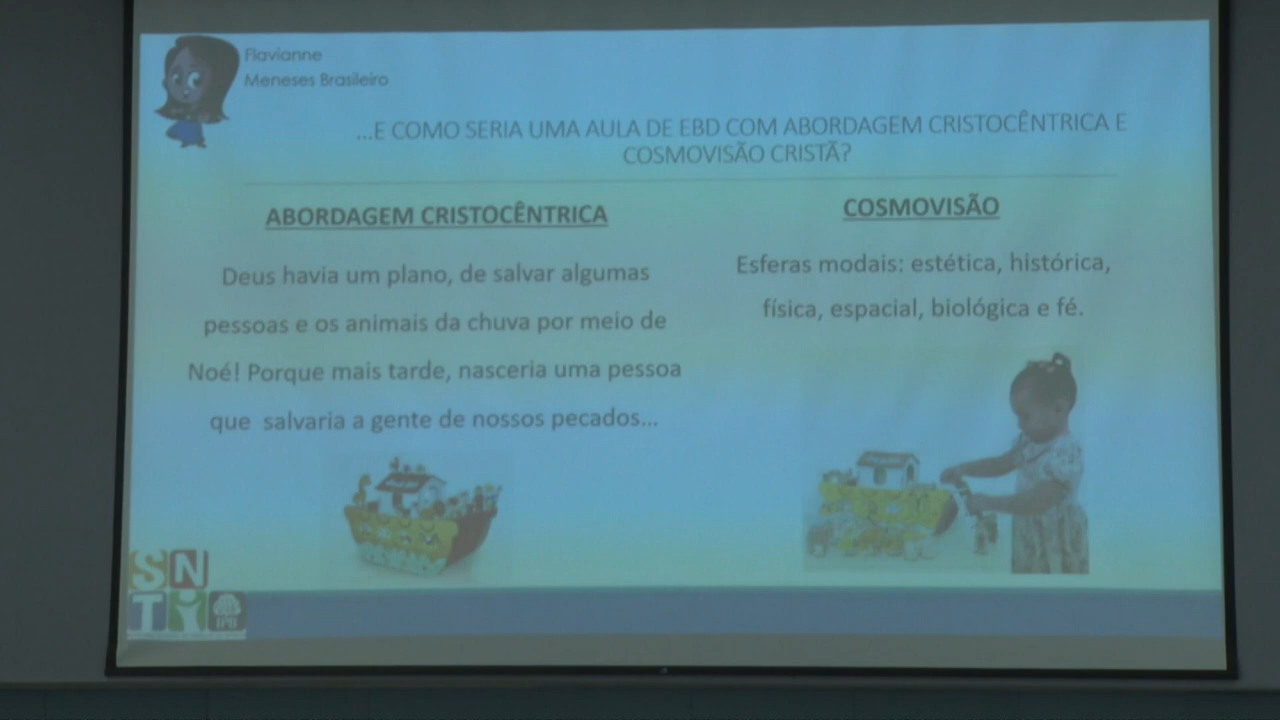 Flavianne
Meneses Brasileiro
...E COMO SERIA UMA AULA DE EBD COM ABORDAGEM CRISTOCÊNTRICA E
COSMOVISÃO CRISTÃ?
ABORDAGEM CRISTOCÊNTRICA
Deus havia um plano, de salvar algumas
pessoas e os animais da chuva por meio de
Noé! Porque mais tarde, nasceria uma pessoa
que salvaria a gente de nossos pecados...
COSMOVISÃO
Esferas modais: estética, histórica,
física, espacial, biológica e fé.
SN
TI IPB